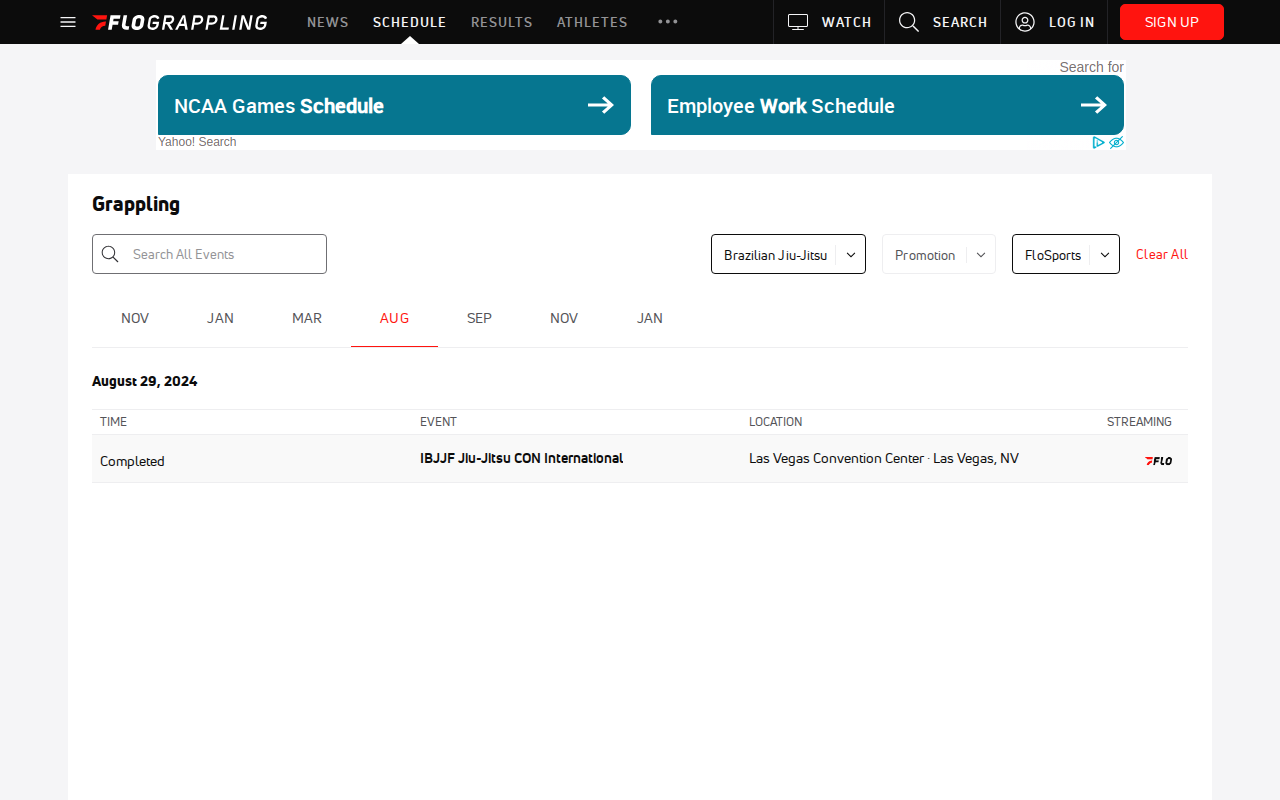 FLOGRAPPLING NEWS SCHEDULE RESULTS ATHLETES ••• WATCH SEARCH LOG IN SIGN UP
Search for
NCAA Games Schedule
Employee Work Schedule
Yahoo! Search
Grappling
Search All Events
Brazilian Jiu-Jitsu Promotion FloSports Clear All
NOV JAN MAR AUG SEP NOV JAN
August 29, 2024
TIME EVENT LOCATION STREAMING
Completed IBJJF Jiu-Jitsu CON International Las Vegas Convention Center · Las Vegas, NV FLO